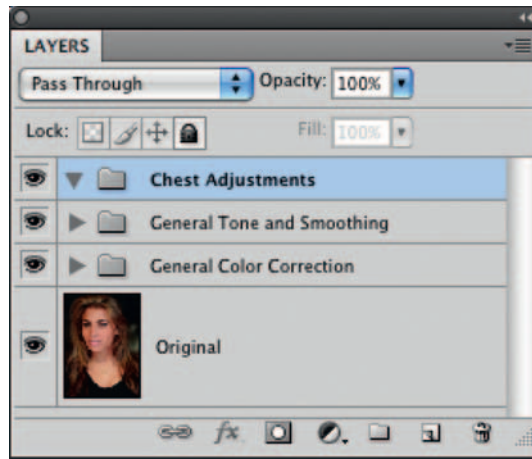 LAYERS
Pass Through Opacity: 100%
Lock: Fill: 100%
Chest Adjustments
General Tone and Smoothing
General Color Correction
Original
fx